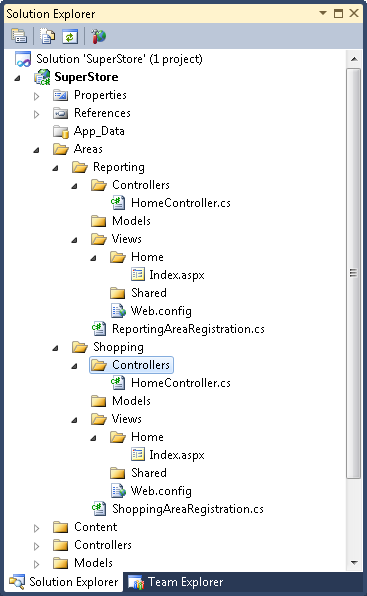 Solution Explorer
Solution 'SuperStore' (1 project)
SuperStore
Properties
References
App_Data
Areas
Reporting
Controllers
HomeController.cs
Models
Views
Home
Index.aspx
Shared
Web.config
ReportingAreaRegistration.cs
Shopping
Controllers
HomeController.cs
Models
Views
Home
Index.aspx
Shared
Web.config
ShoppingAreaRegistration.cs
Content
Controllers
Models
Solution Explorer Team Explorer